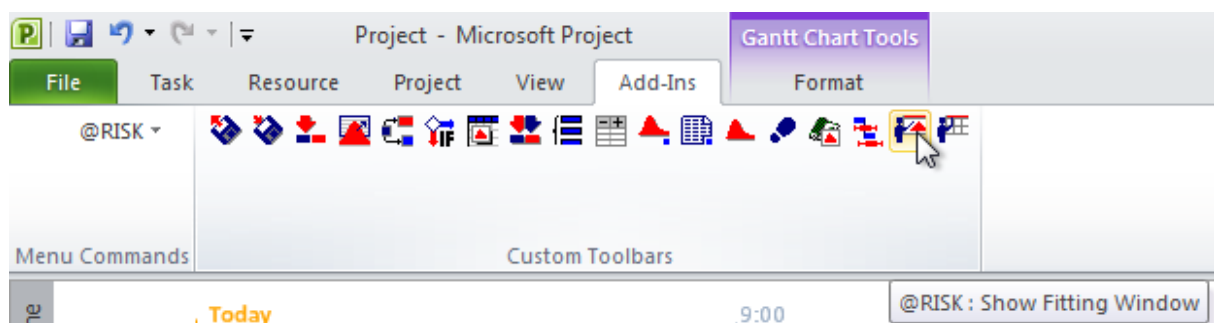 P Project - Microsoft Project Gantt Chart Tools
File Task Resource Project View Add-Ins Format
@RISK IF
Menu Commands Custom Toolbars
Today 9:00 @RISK : Show Fitting Window